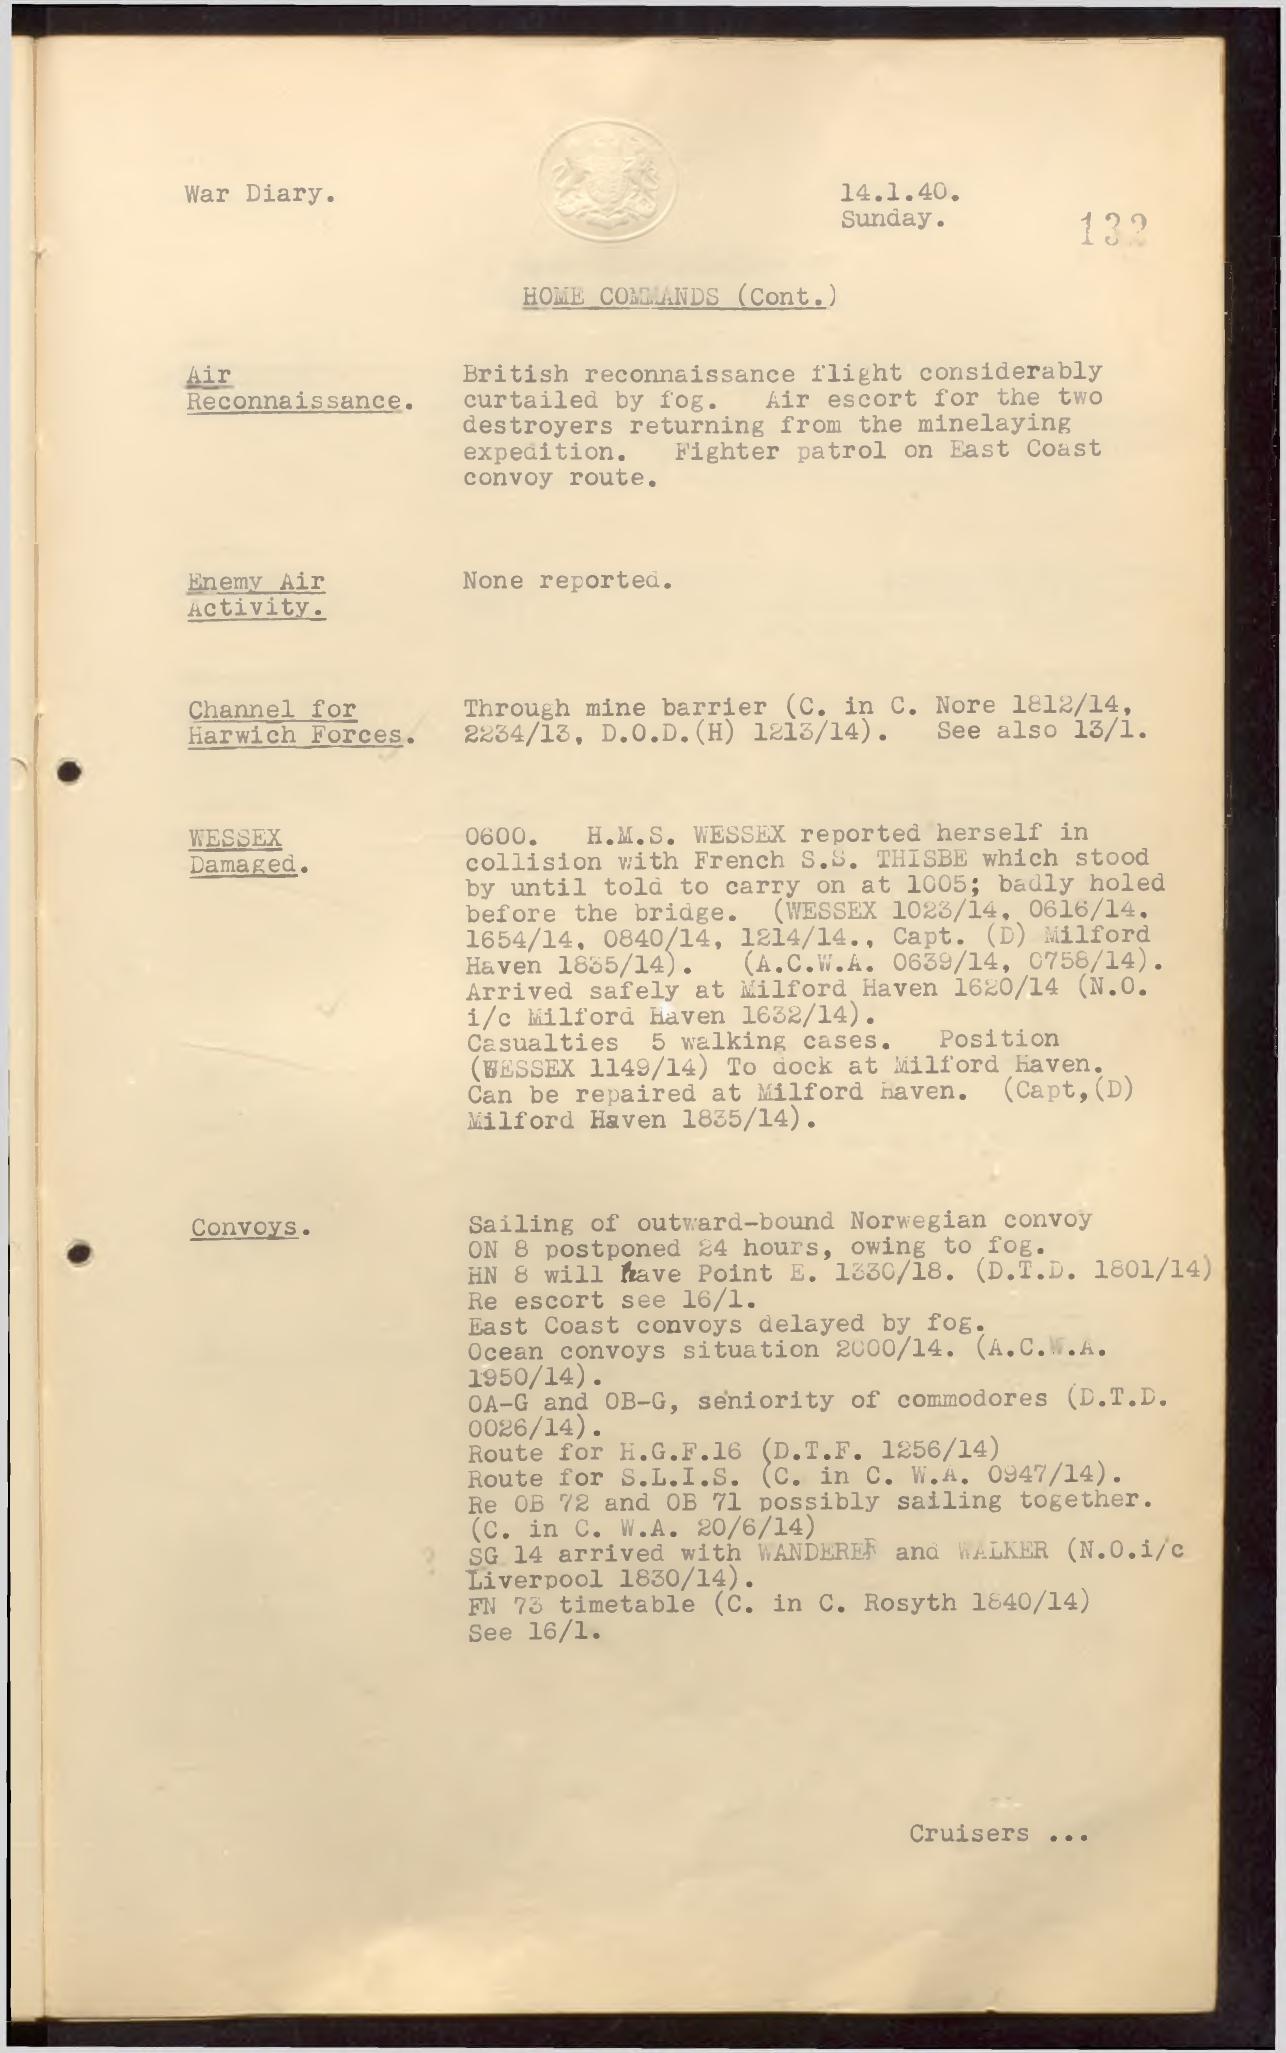 War Diary.
14.1.40.
Sunday.
132
HOME COMMANDS (Cont.)
Air
Reconnaissance.
British reconnaissance flight considerably
curtailed by fog. Air escort for the two
destroyers returning from the minelaying
expedition. Fighter patrol on East Coast
convoy route.
Enemy Air
Activity.
None reported.
Channel for
Harwich Forces.
Through mine barrier (C. in C. Nore 1812/14,
2234/13, D.O.D.(H) 1213/14). See also 13/1.
WESSEX
Damaged.
0600. H.M.S. WESSEX reported herself in
collision with French S.S. THISBE which stood
by until told to carry on at 1005; badly holed
before the bridge. (WESSEX 1023/14, 0616/14,
1654/14, 0840/14, 1214/14., Capt. (D) Milford
Haven 1835/14). (A.C.W.A. 0639/14, 0758/14).
Arrived safely at Milford Haven 1620/14 (N.O.
i/c Milford Haven 1632/14).
Casualties 5 walking cases. Position
(WESSEX 1149/14) To dock at Milford Haven.
Can be repaired at Milford Haven. (Capt,(D)
Milford Haven 1835/14).
Convoys.
Sailing of outward-bound Norwegian convoy
ON 8 postponed 24 hours, owing to fog.
HN 8 will have Point E. 1330/18. (D.T.D. 1801/14)
Re escort see 16/1.
East Coast convoys delayed by fog.
Ocean convoys situation 2000/14. (A.C.W.A.
1950/14).
OA-G and OB-G, seniority of commodores (D.T.D.
0026/14).
Route for H.G.F.16 (D.T.F. 1256/14)
Route for S.L.I.S. (C. in C. W.A. 0947/14).
Re OB 72 and OB 71 possibly sailing together.
(C. in C. W.A. 20/6/14)
? SG 14 arrived with WANDERER and WALKER (N.O.i/c
Liverpool 1830/14).
FN 73 timetable (C. in C. Rosyth 1840/14)
See 16/1.
Cruisers ...